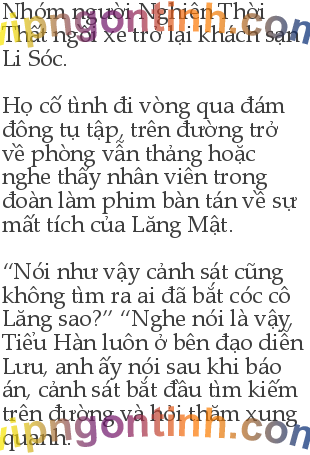 Nhóm người Nghiên Thời
Thất ngồi xe trở lại khách sạn
Li Sóc.
Họ cố tình đi vòng qua đám
đông tụ tập, trên đường trở
về phòng vẫn thảng hoặc
nghe thấy nhân viên trong
đoàn làm phim bàn tán về sự
mất tích của Lăng Mật.
“Nói như vậy cảnh sát cũng
không tìm ra ai đã bắt cóc cô
Lăng sao?” “Nghe nói là vậy,
Tiểu Hàn luôn ở bên đạo diễn
Lưu, anh ấy nói sau khi báo
án, cảnh sát bắt đầu tìm kiếm
trên đường và hỏi thăm xung
quanh.
vipngontinh.com
vipngontinh.com